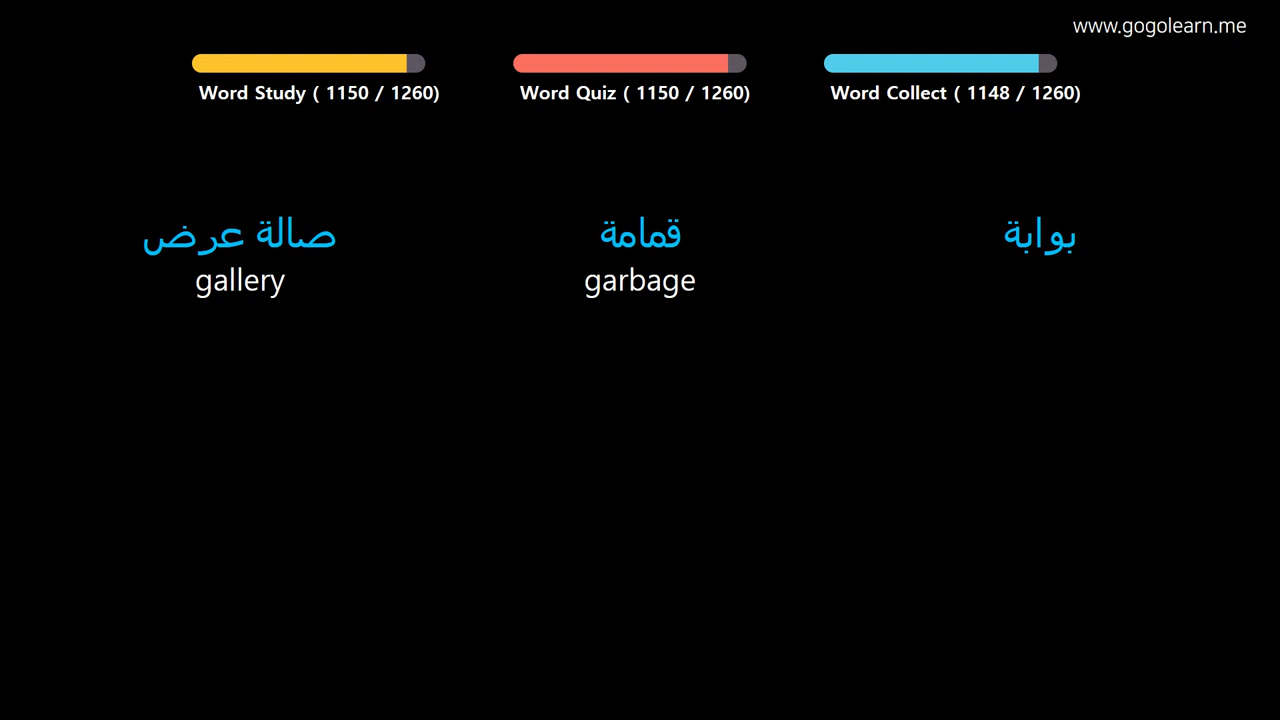 www.gogolearn.me
Word Study ( 1150 / 1260)
Word Quiz ( 1150 / 1260)
Word Collect ( 1148 / 1260)
صالة عرض
gallery
قمامة
garbage
بوابة